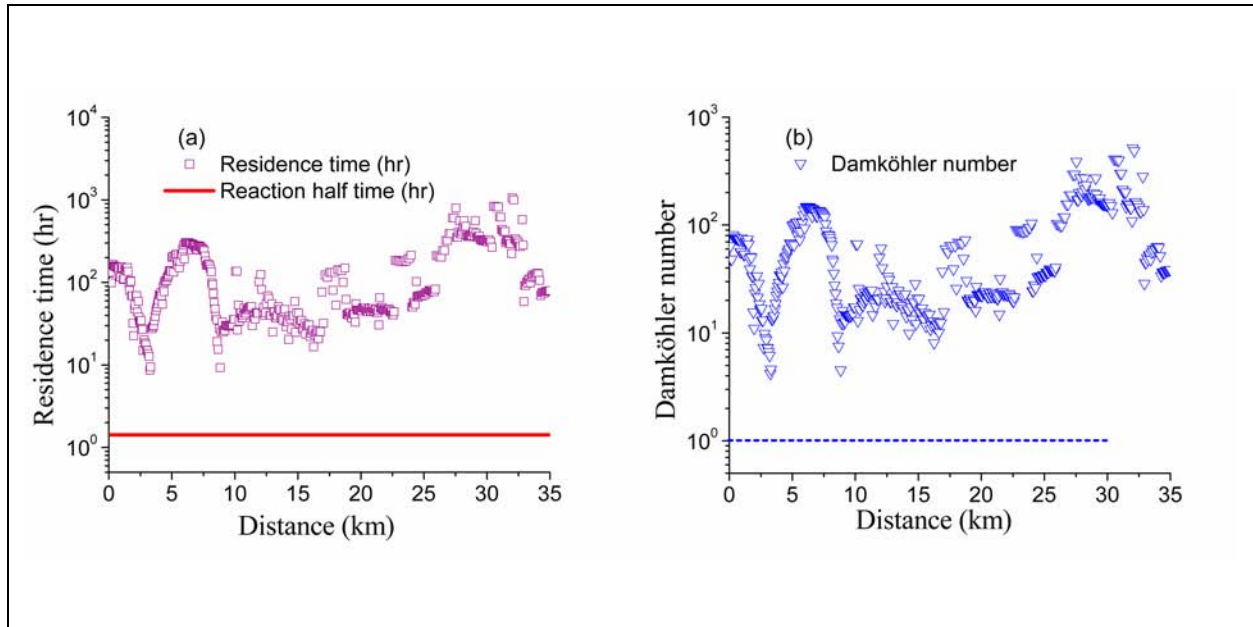 (a)
Residence time (hr)
Reaction half time (hr)
10⁴
10³
10²
10¹
10⁰
Residence time (hr)
0 5 10 15 20 25 30 35
Distance (km)
(b)
Damköhler number
10³
10²
10¹
10⁰
Damköhler number
0 5 10 15 20 25 30 35
Distance (km)